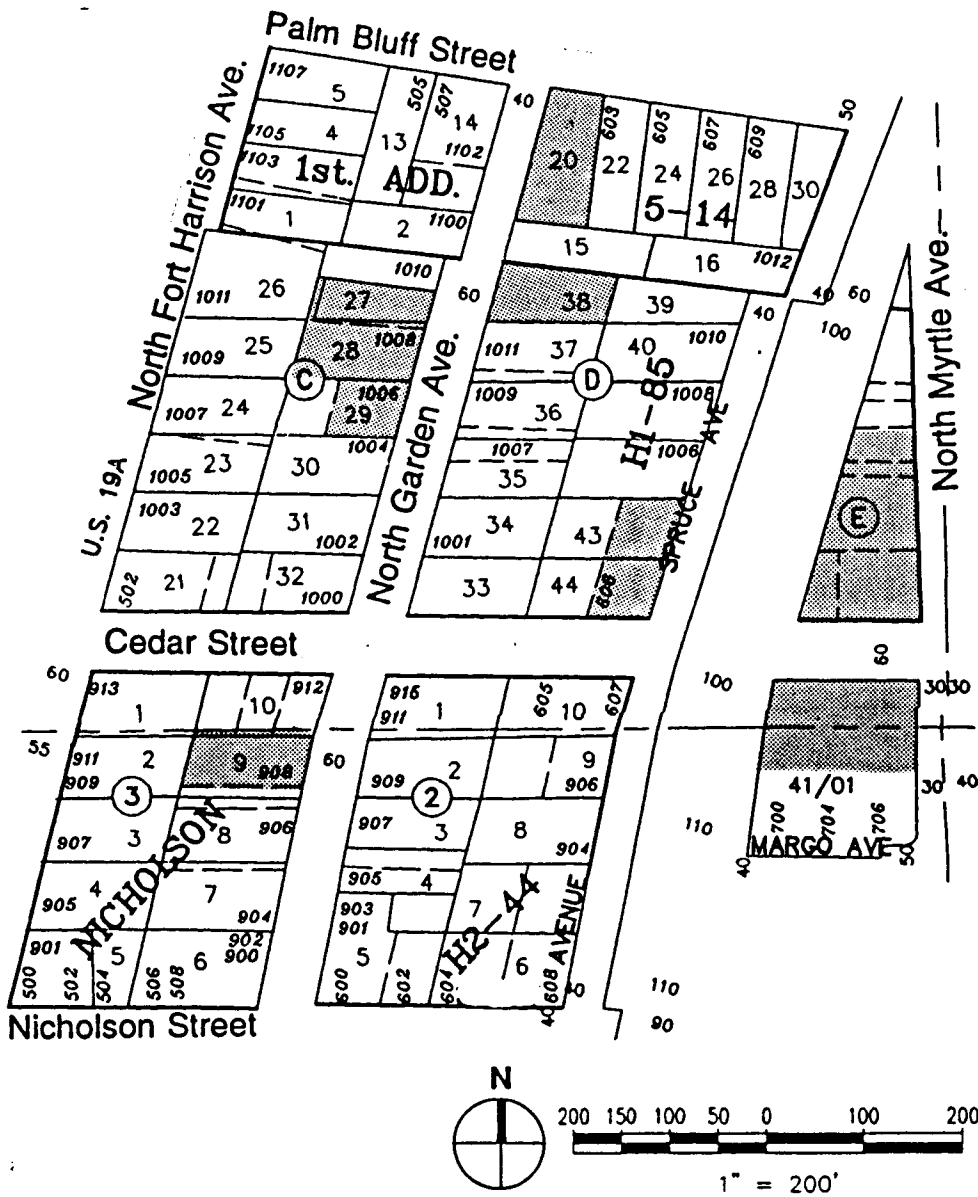 Palm Bluff Street
North Fort Harrison Ave.
U.S. 19A
1107 5 505 507 14
1105 4 13 1102
1103 1st. ADD.
1101 1 2 1100
40 50
20 603 22 605 24 607 26 609 28 30
5-14
15 16 1012
1010
1011 26 27 60
1009 25 28 1008
C
1007 24 29 1006
1004
1005 23 30
1003 22 31 1002
502 21 32 1000
North Garden Ave.
38 39 40
1011 37 40 1010
D
1009 36 1008
H1-85
1007 35 1006
1001 34 43
33 44 606
SPRUCE AVE
40 60
100
E
North Myrtle Ave.
Cedar Street
60
913 1 10 912
55
911 2 9 908 60
909
3
907 3 8 906
NICHOLSON
905 4 7 904
901 5 6 902
900
500 502 504 506 508
Nicholson Street
915 1 605 10 607
911
909 2 9 906
2
907 3 8 904
905 4 7
H2-44
903
901
5 6
600 602 604 608
AVENUE
40 40
100
110
110
90
60
30 30
41/01
30 40
700 704 706
MARGO AVE
40 50
N
200 150 100 50 0 100 200
1" = 200'